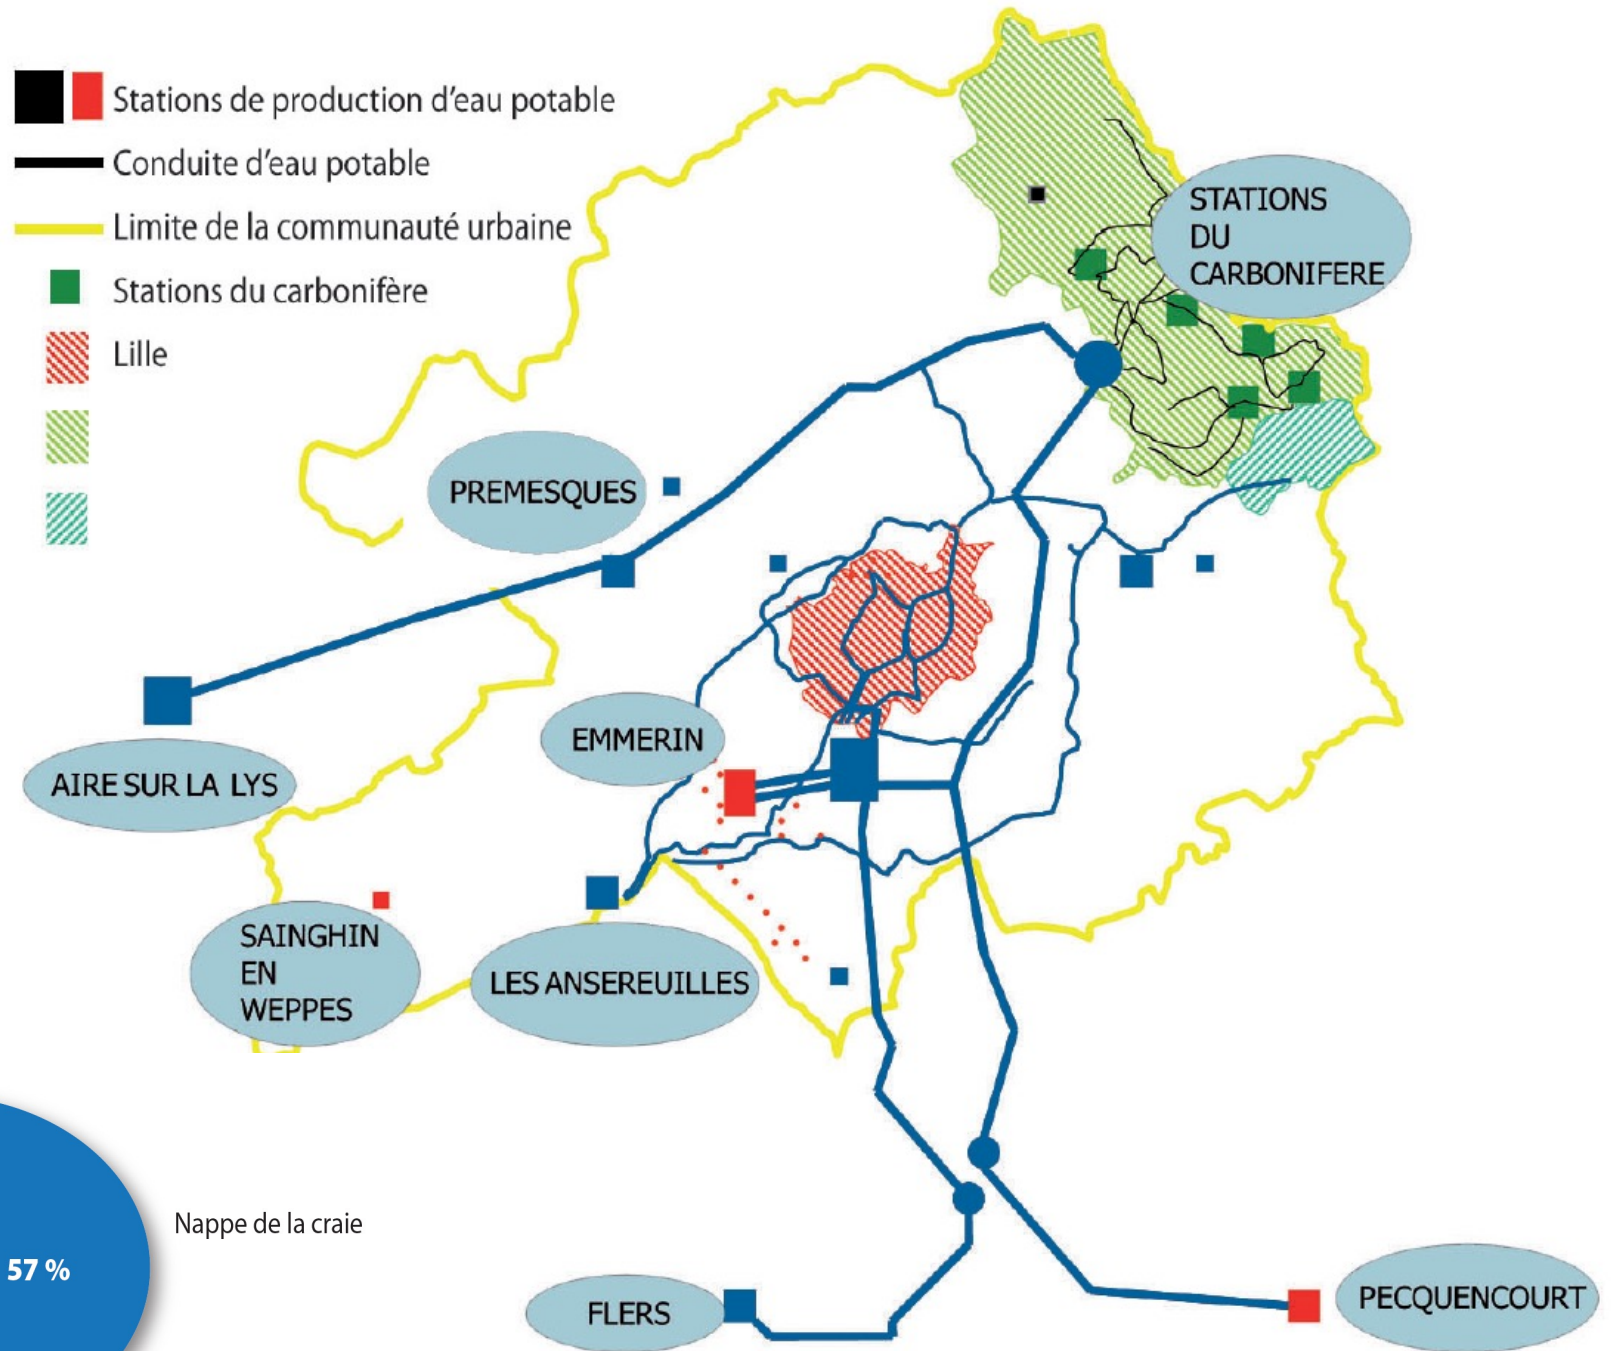 Stations de production d'eau potable
Conduite d'eau potable
Limite de la communauté urbaine
Stations du carbonifère
Lille
STATIONS
DU
CARBONIFERE
PREMESQUES
EMMERIN
AIRE SUR LA LYS
SAINGHIN
EN
WEPPES
LES ANSEREUILLES
Nappe de la craie
57 %
FLERS
PECQUENCOURT